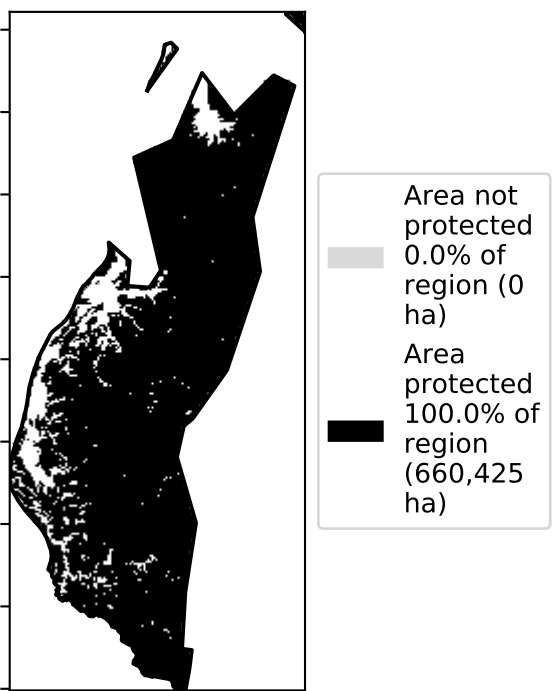 Area not
protected
0.0% of
region (0
ha)
Area
protected
100.0% of
region
(660,425
ha)